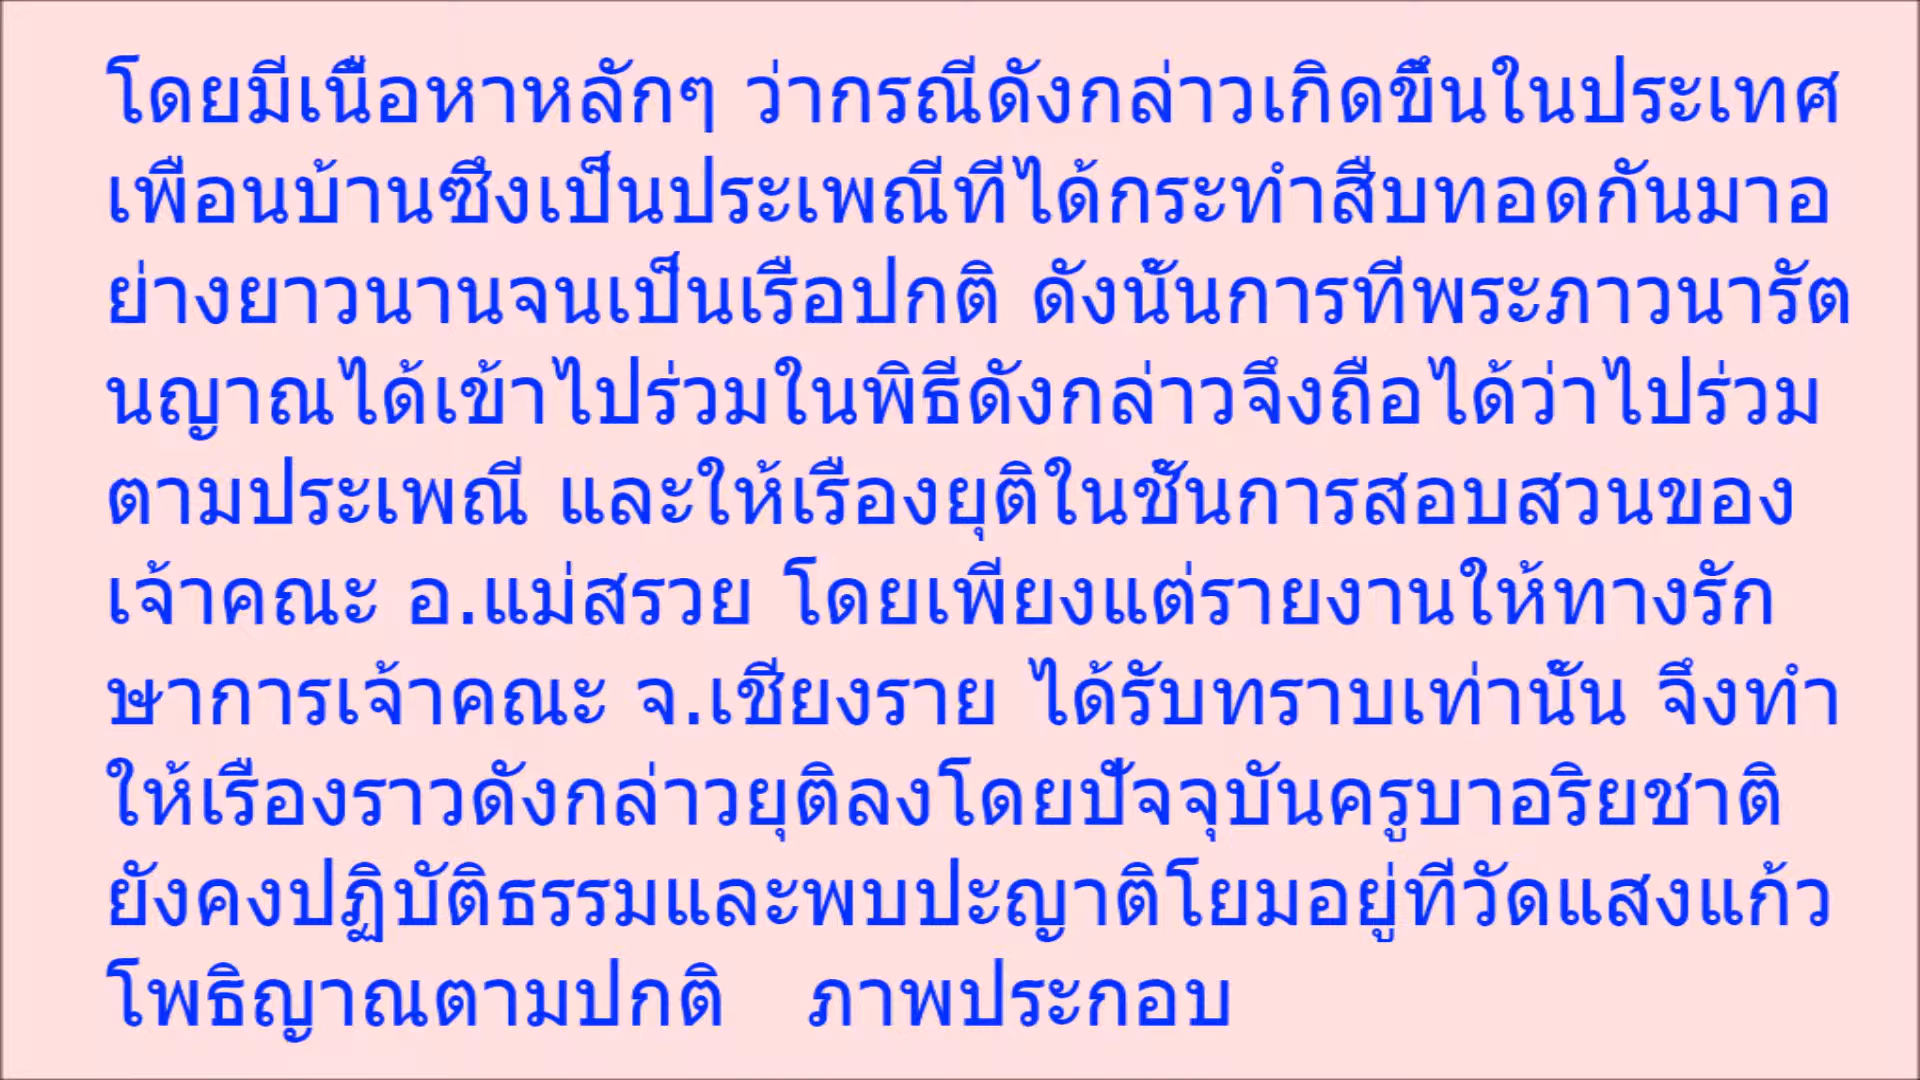 โดยมีเนื้อหาหลักๆ ว่ากรณีดังกล่าวเกิดขึ้นในประเทศ
เพื่อนบ้านซึ่งเป็นประเพณีที่ได้กระทำสืบทอดกันมาอ
ย่างยาวนานจนเป็นเรื่อปกติ ดังนั้นการที่พระภาวนารัต
นญาณได้เข้าไปร่วมในพิธีดังกล่าวจึงถือได้ว่าไปร่วม
ตามประเพณี และให้เรื่องยุติในชั้นการสอบสวนของ
เจ้าคณะ อ.แม่สรวย โดยเพียงแต่รายงานให้ทางรัก
ษาการเจ้าคณะ จ.เชียงราย ได้รับทราบเท่านั้น จึงทำ
ให้เรื่องราวดังกล่าวยุติลงโดยปัจจุบันครูบาอริยชาติ
ยังคงปฏิบัติธรรมและพบปะญาติโยมอยู่ที่วัดแสงแก้ว
โพธิญาณตามปกติ ภาพประกอบ